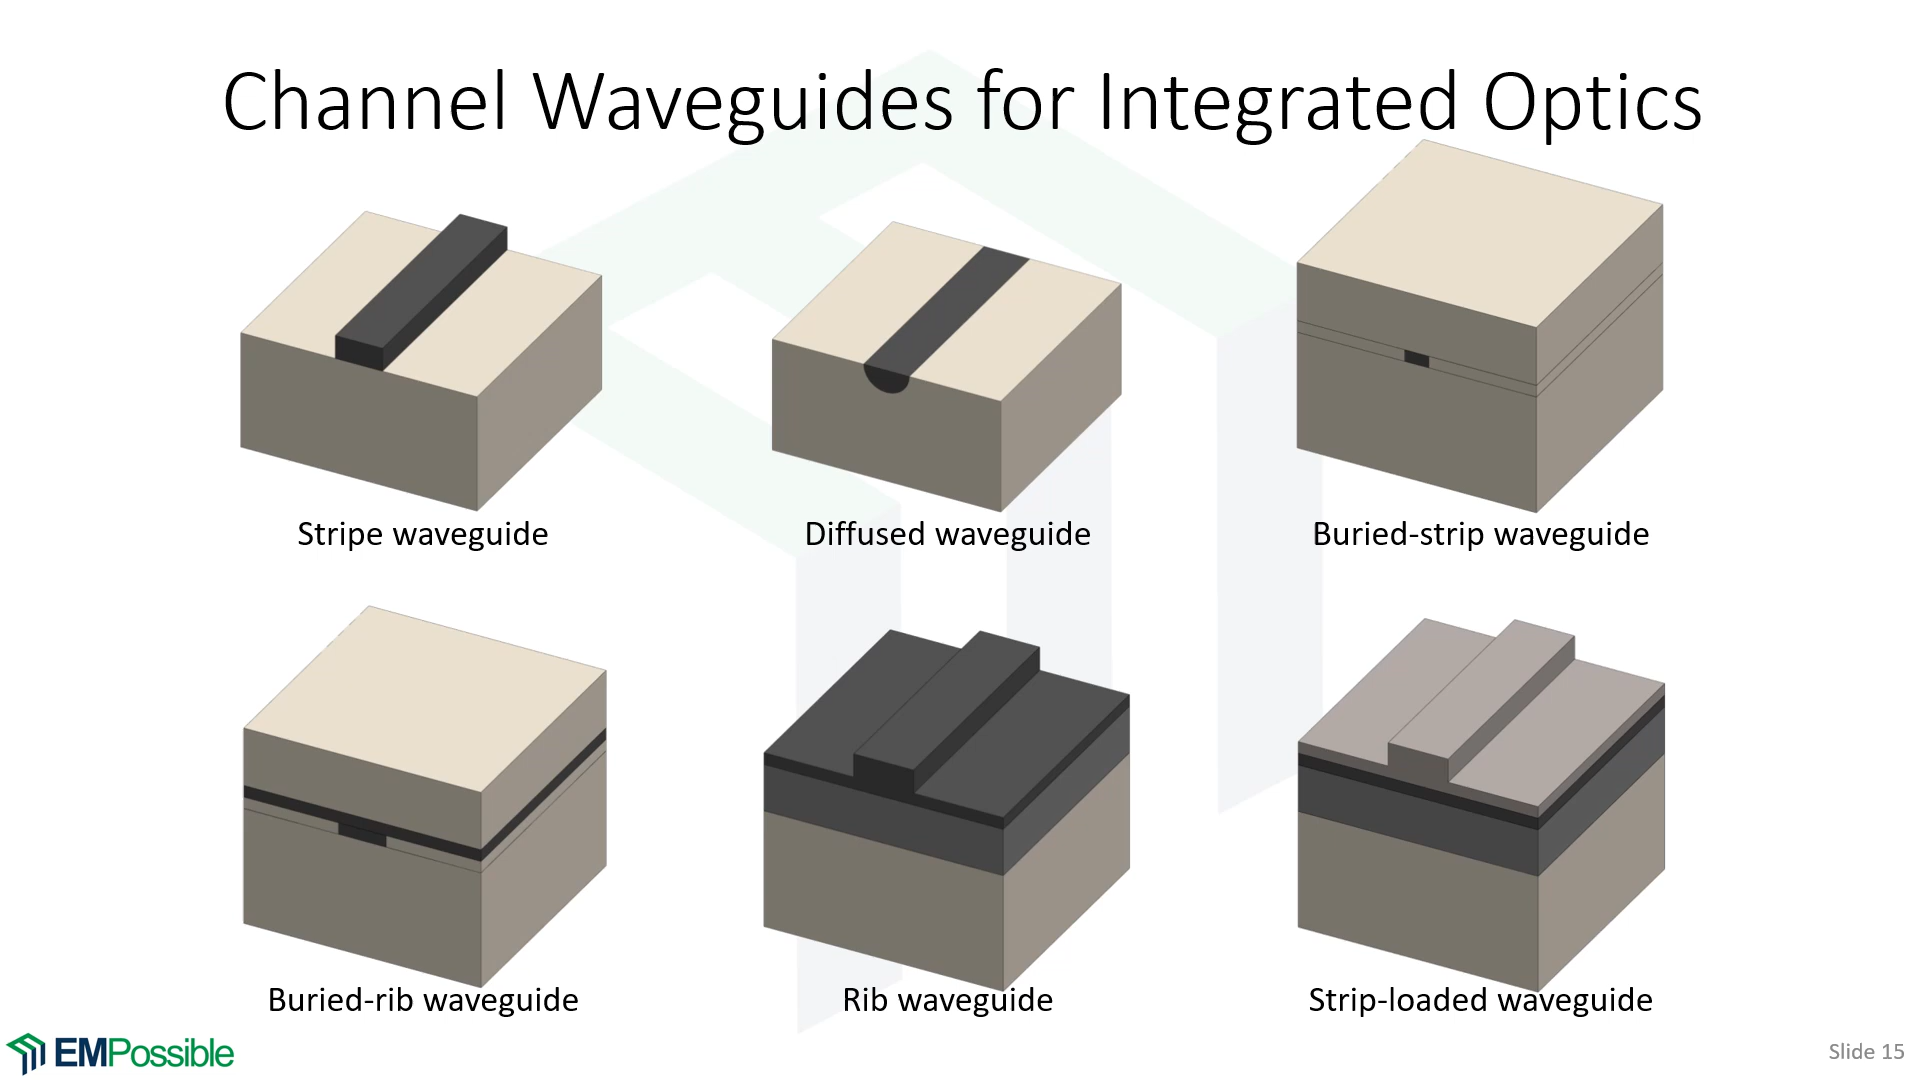 Channel Waveguides for Integrated Optics
Stripe waveguide
Diffused waveguide
Buried-strip waveguide
Buried-rib waveguide
Rib waveguide
Strip-loaded waveguide
EMPossible
Slide 15